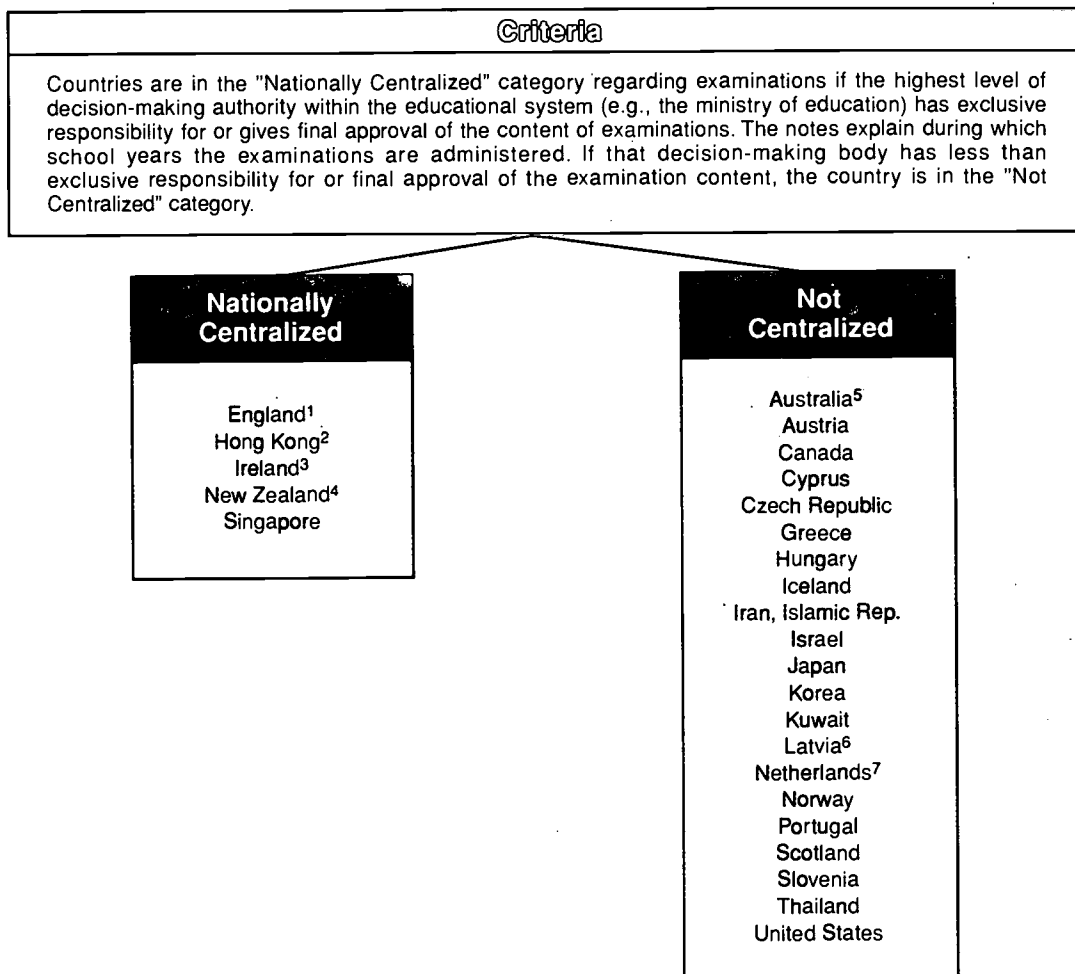 Criteria
Countries are in the "Nationally Centralized" category regarding examinations if the highest level of
decision-making authority within the educational system (e.g., the ministry of education) has exclusive
responsibility for or gives final approval of the content of examinations. The notes explain during which
school years the examinations are administered. If that decision-making body has less than
exclusive responsibility for or final approval of the examination content, the country is in the "Not
Centralized" category.
Nationally
Centralized
England¹
Hong Kong²
Ireland³
New Zealand⁴
Singapore
Not
Centralized
Australia⁵
Austria
Canada
Cyprus
Czech Republic
Greece
Hungary
Iceland
Iran, Islamic Rep.
Israel
Japan
Korea
Kuwait
Latvia⁶
Netherlands⁷
Norway
Portugal
Scotland
Slovenia
Thailand
United States